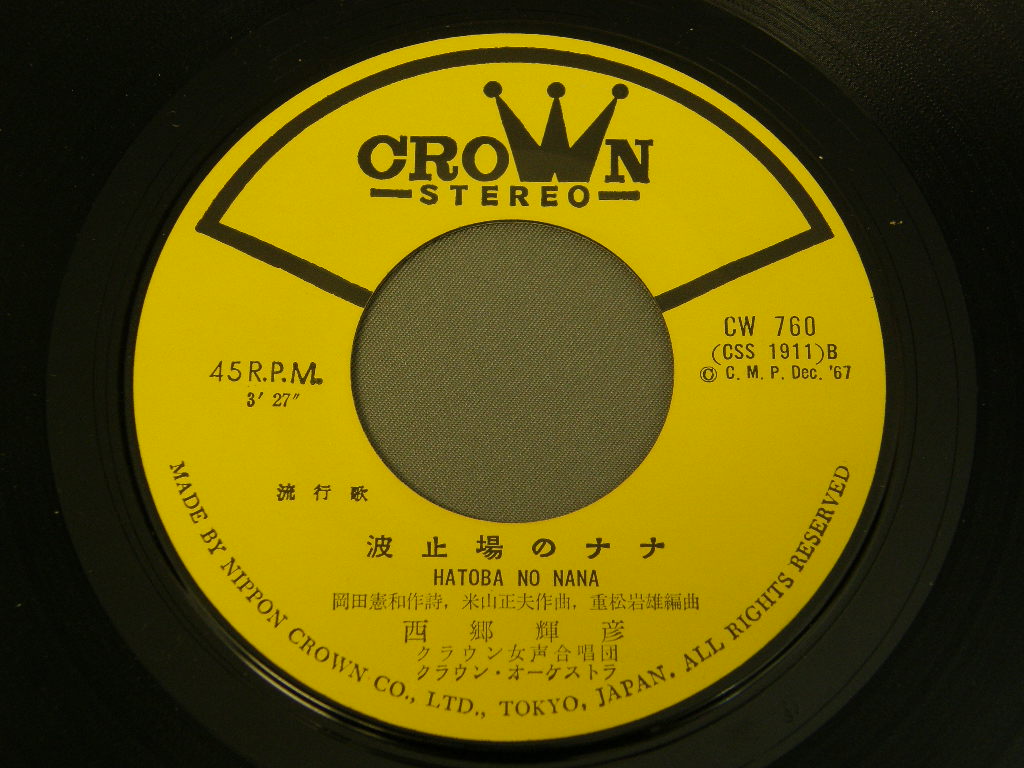 CROWN
STEREO
CW 760
(CSS 1911)B
© C. M. P. Dec. '67
45 R.P.M.
3′ 27″
流行歌
波止場のナナ
HATOBA NO NANA
岡田憲和作詩, 米山正夫作曲, 重松岩雄編曲
西郷輝彦
クラウン女声合唱団
クラウン・オーケストラ
MADE BY NIPPON CROWN CO., LTD., TOKYO, JAPAN. ALL RIGHTS RESERVED